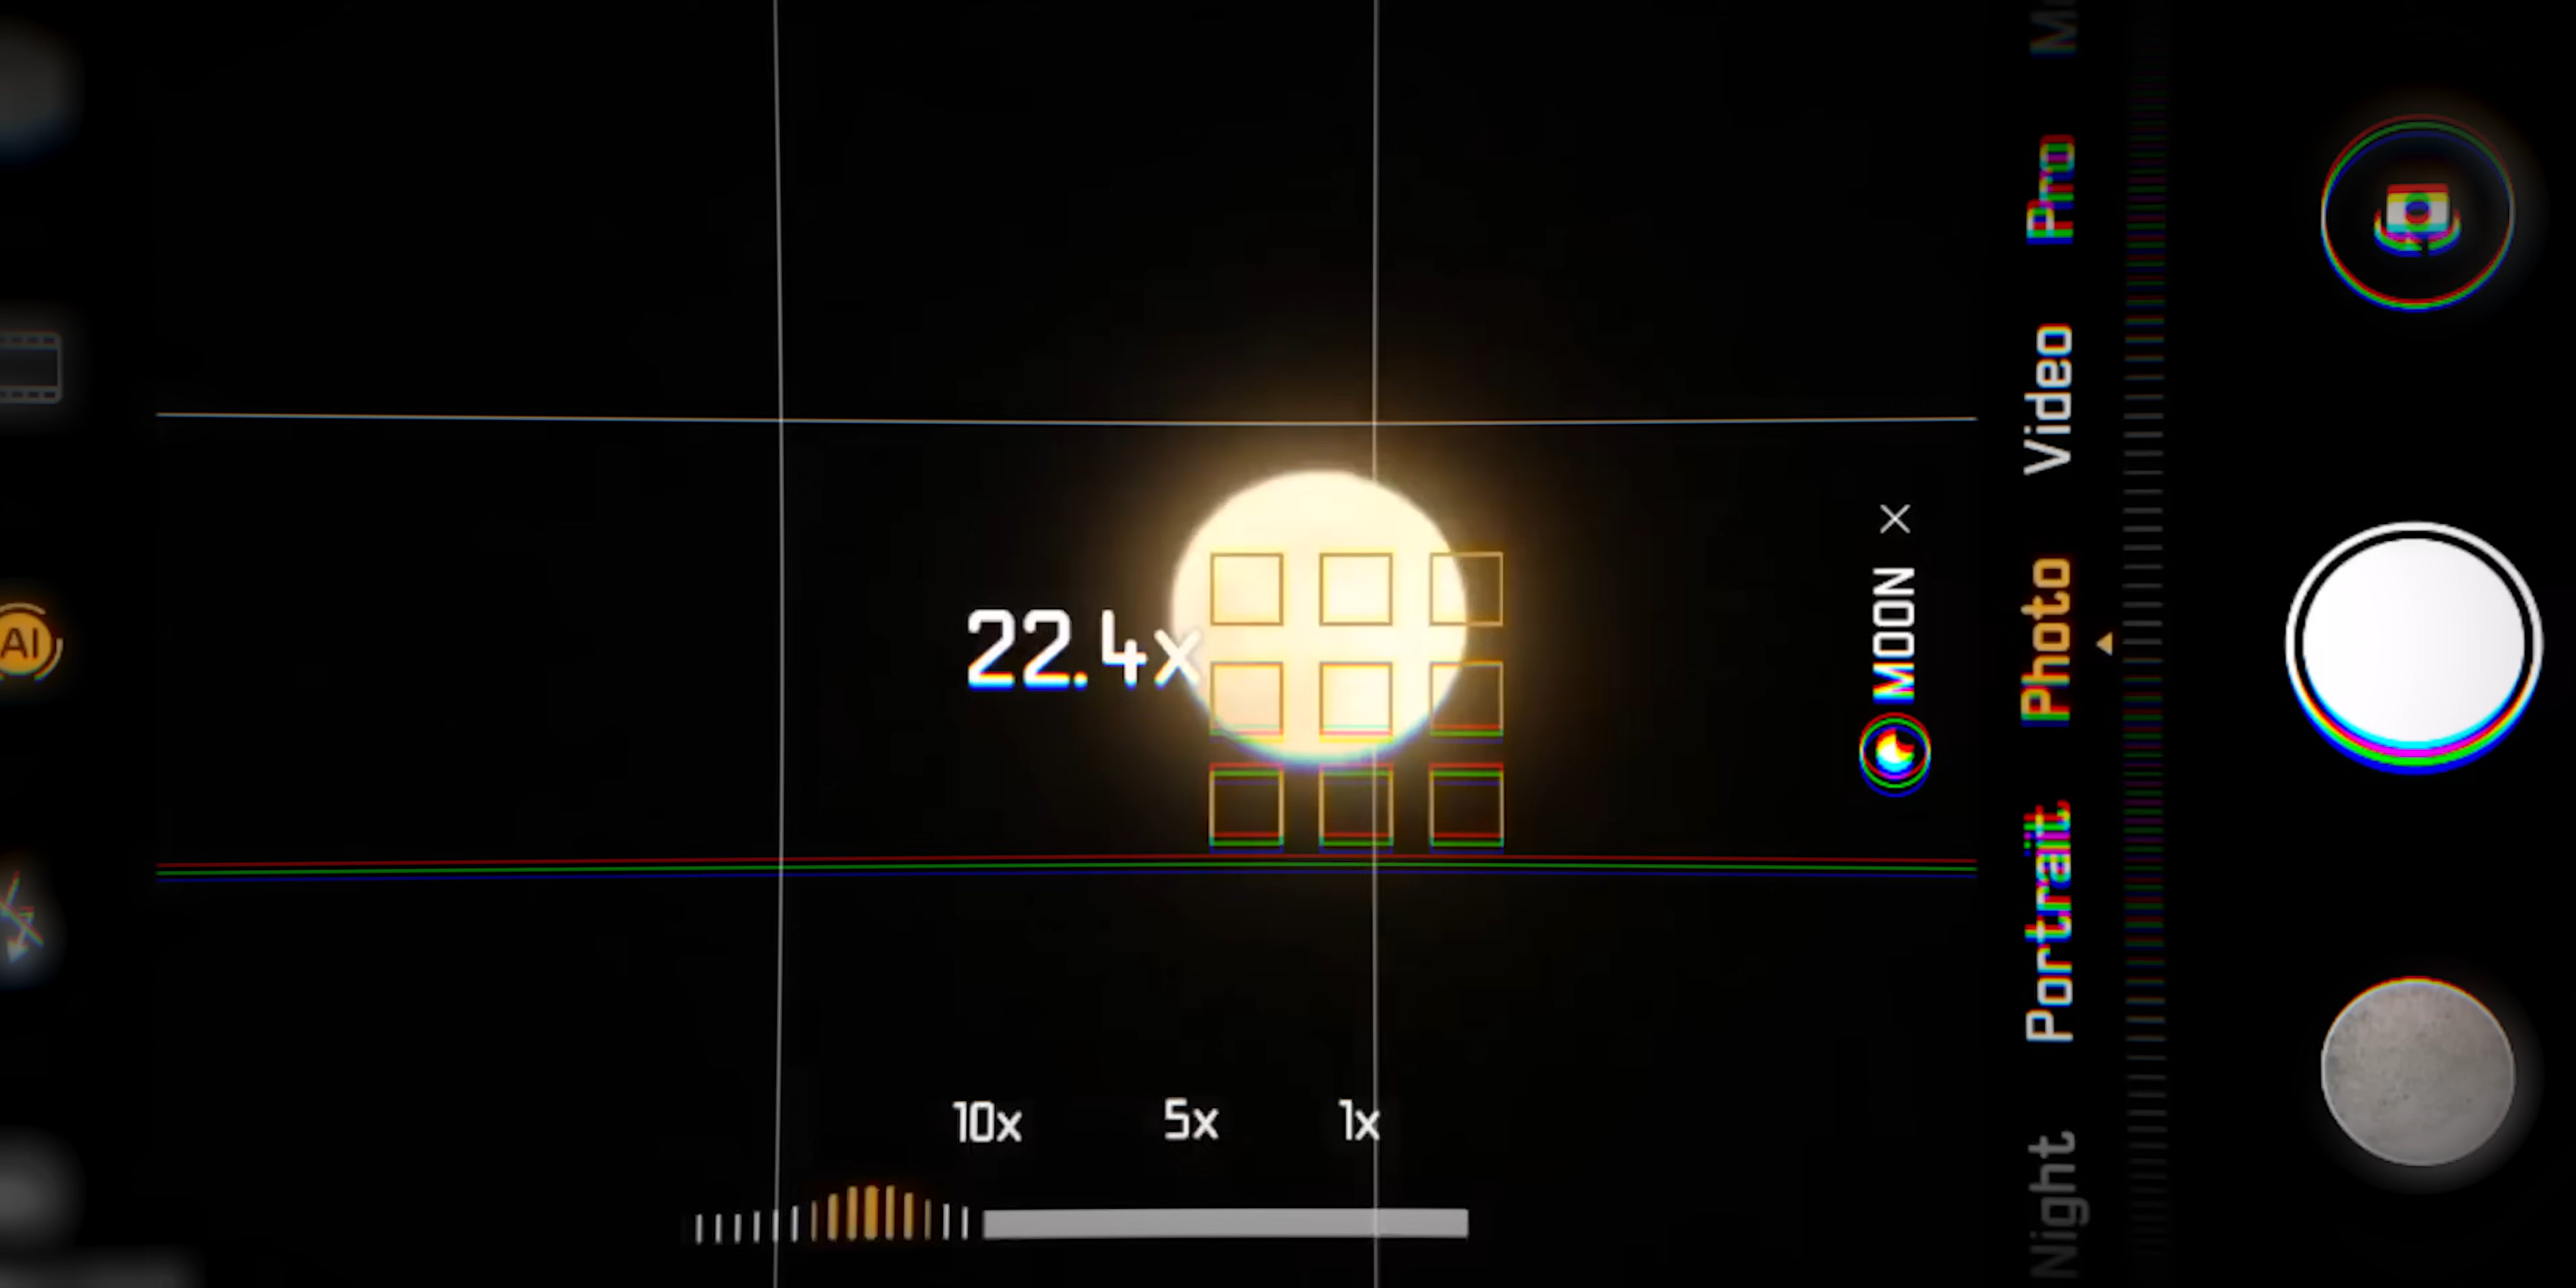 AI
22.4x
10x
5x
1x
MOON
Night
Portrait
Photo
Video
Pro